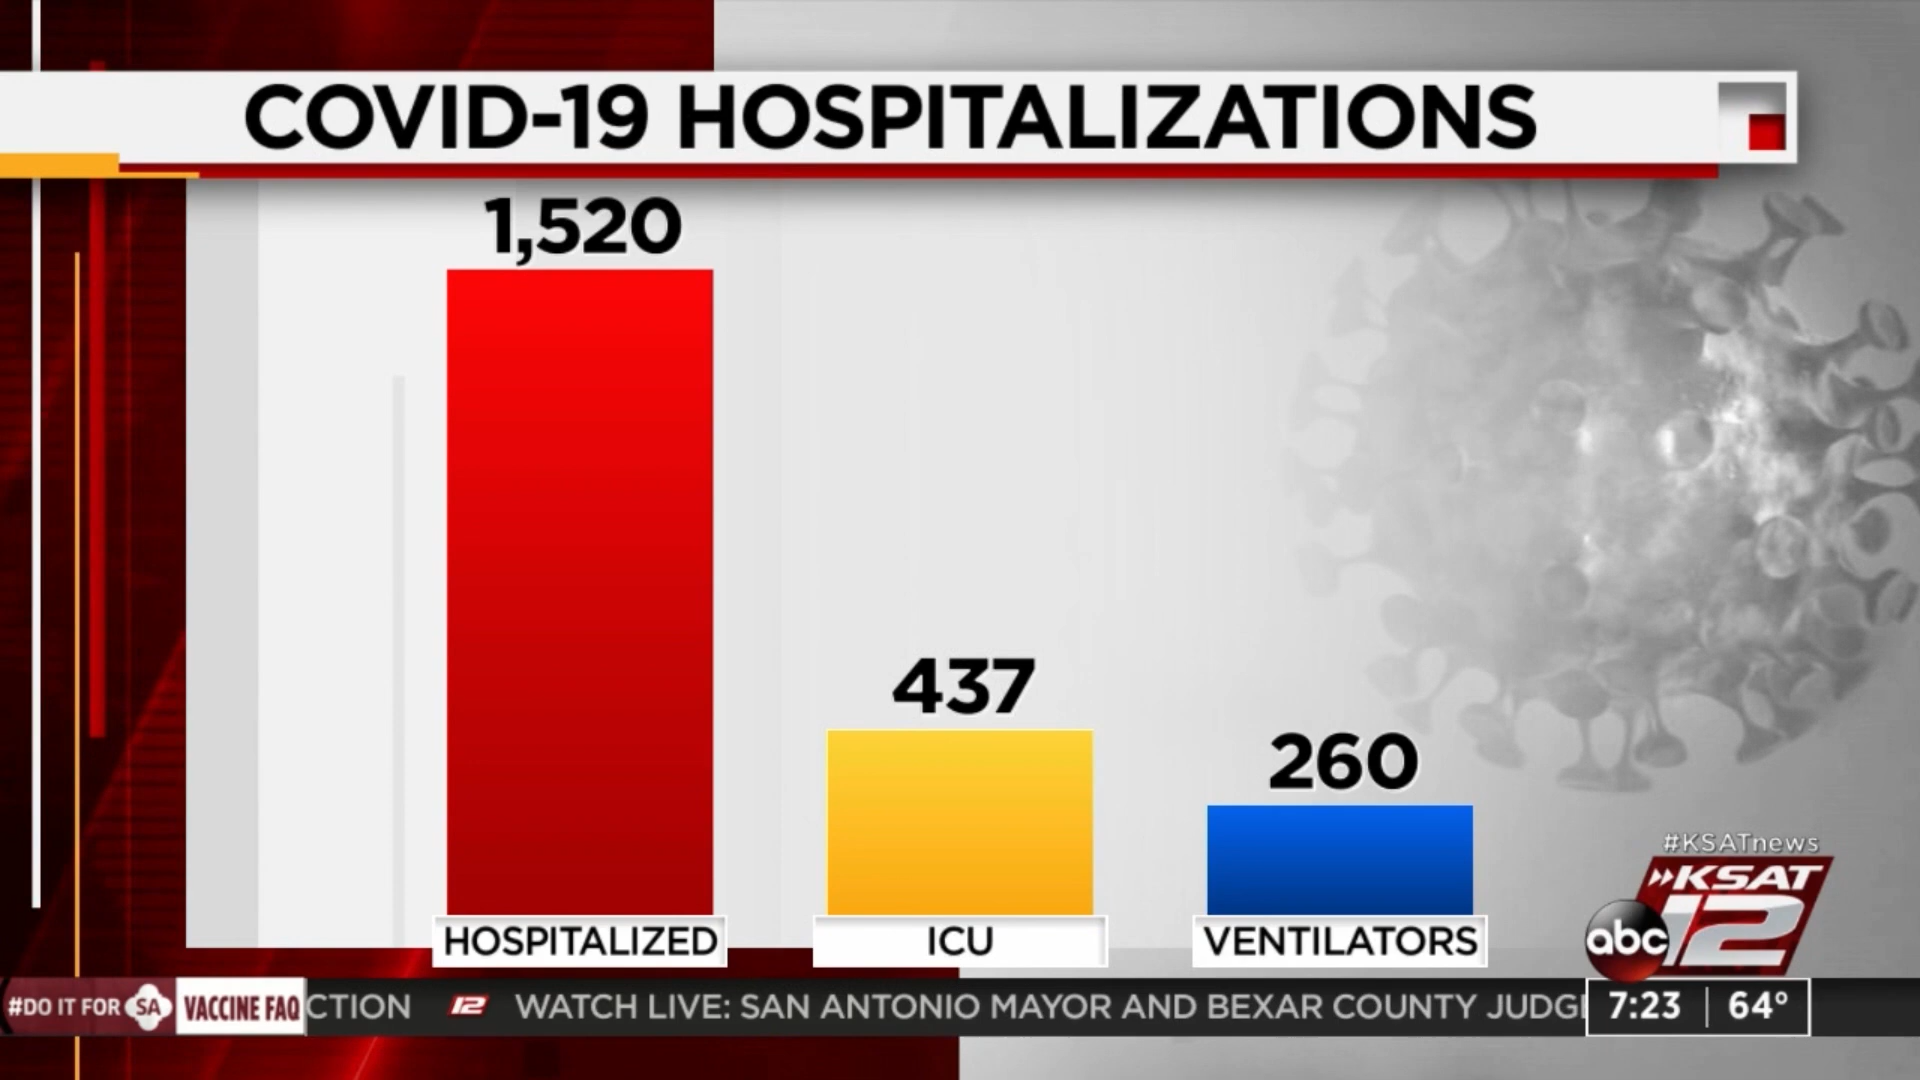 COVID-19 HOSPITALIZATIONS
1,520
437
260
HOSPITALIZED
ICU
VENTILATORS
#KSATnews
KSAT
12
abc
#DO IT FOR SA
VACCINE FAQ
CTION 12 WATCH LIVE: SAN ANTONIO MAYOR AND BEXAR COUNTY JUDG
7:23 64°